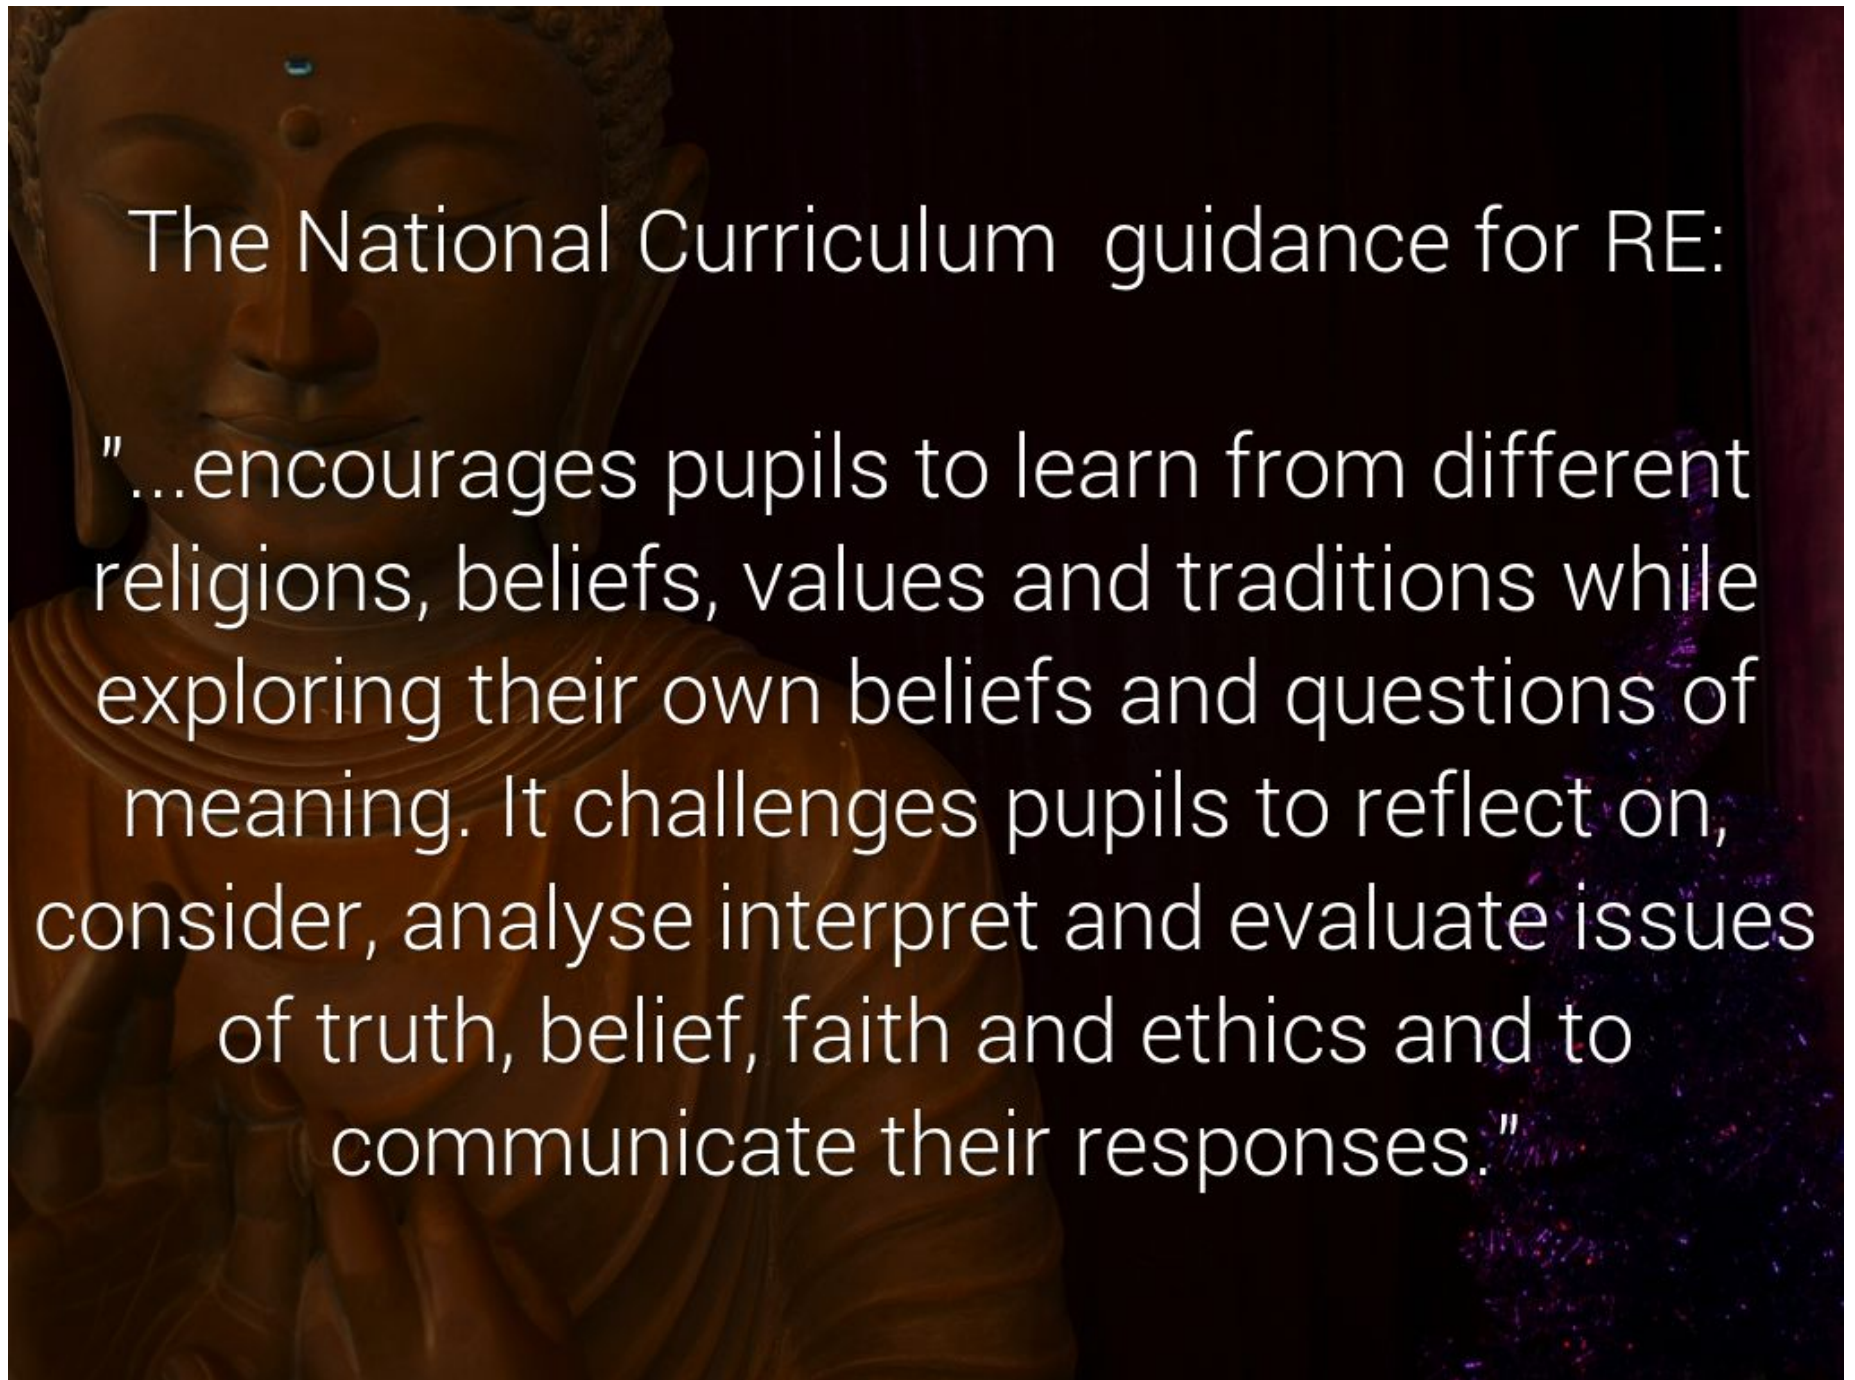 The National Curriculum  guidance for RE:
"...encourages pupils to learn from different
religions, beliefs, values and traditions while
exploring their own beliefs and questions of
meaning. It challenges pupils to reflect on,
consider, analyse interpret and evaluate issues
of truth, belief, faith and ethics and to
communicate their responses."